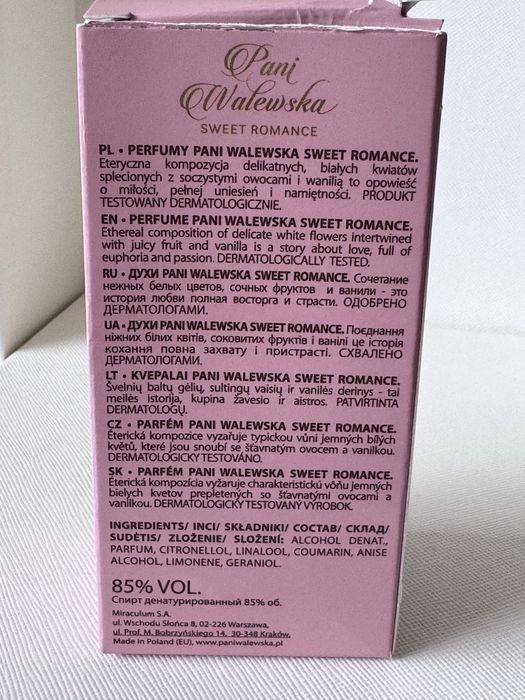 Pani
Walewska
SWEET ROMANCE
PL • PERFUMY PANI WALEWSKA SWEET ROMANCE.
Eteryczna kompozycja delikatnych, białych kwiatów
splecionych z soczystymi owocami i wanilią to opowieść
o miłości, pełnej uniesień i namiętności. PRODUKT
TESTOWANY DERMATOLOGICZNIE.
EN • PERFUME PANI WALEWSKA SWEET ROMANCE.
Ethereal composition of delicate white flowers intertwined
with juicy fruit and vanilla is a story about love, full of
euphoria and passion. DERMATOLOGICALLY TESTED.
RU • ДУХИ PANI WALEWSKA SWEET ROMANCE. Сочетание
нежных белых цветов, сочных фруктов и ванили - это
история любви полная восторга и страсти. ОДОБРЕНО
ДЕРМАТОЛОГАМИ.
UA • ДУХИ PANI WALEWSKA SWEET ROMANCE. Поєднання
ніжних білих квітів, соковитих фруктів і ванілі це історія
кохання повна захвату і пристрасті. СХВАЛЕНО
ДЕРМАТОЛОГАМИ.
LT • KVEPALAI PANI WALEWSKA SWEET ROMANCE.
Švelnių baltų gėlių, sultingų vaisių ir vanilės derinys - tai
meilės istorija, kupina žavesio ir aistros. PATVIRTINTA
DERMATOLOGŲ.
CZ • PARFÉM PANI WALEWSKA SWEET ROMANCE.
Éterická kompozice vyzařuje typickou vůni jemných bílých
květů, které jsou snoubí se šťavnatým ovocem a vanilkou.
DERMATOLOGICKY TESTOVÁNO.
SK • PARFÉM PANI WALEWSKA SWEET ROMANCE.
Éterická kompozícia vyžaruje charakteristickú vôňu jemných
bielych kvetov prepletených so šťavnatými ovocami a
vanilkou. DERMATOLOGICKY TESTOVANÝ VÝROBOK.
INGREDIENTS/ INCI/ SKŁADNIKI/ СОСТАВ/ СКЛАД/
SUDĖTIS/ ZLOŽENIE/ SLOŽENÍ: ALCOHOL DENAT.,
PARFUM, CITRONELLOL, LINALOOL, COUMARIN, ANISE
ALCOHOL, LIMONENE, GERANIOL.
85% VOL.
Спирт денатурированный 85% об.
Miraculum S.A.
ul. Wschodu Słońca 8, 02-226 Warszawa,
ul. Prof. M. Bobrzyńskiego 14, 30-348 Kraków,
Made in Poland (EU), www.paniwalewska.pl